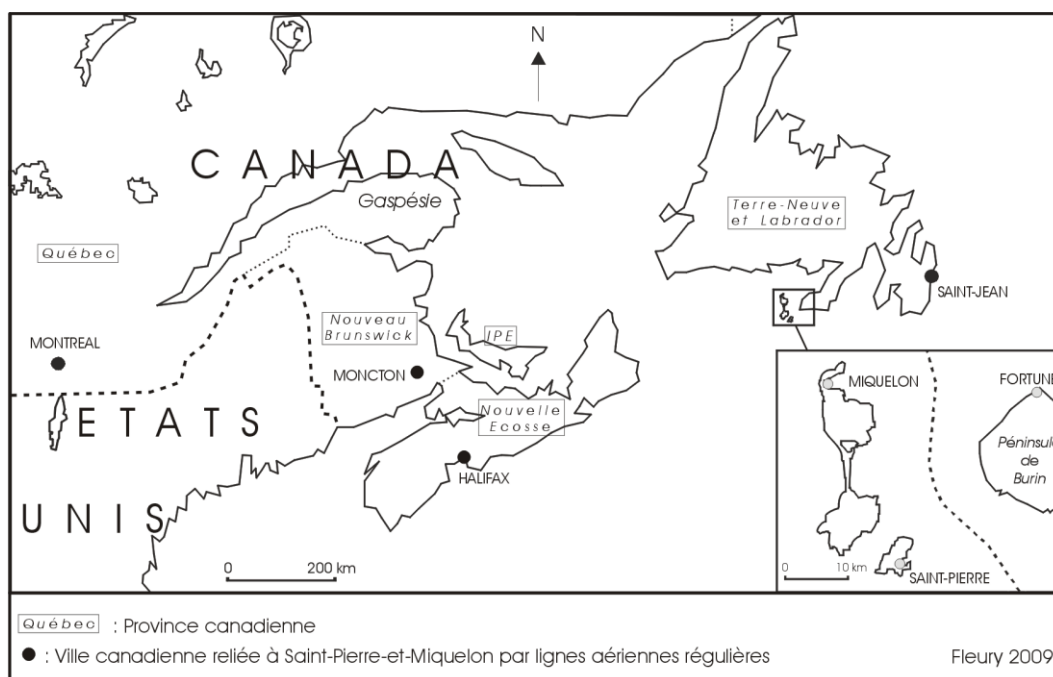 N
CANADA
Gaspésie
Terre-Neuve
et Labrador
Québec
SAINT-JEAN
Nouveau
Brunswick
IPE
MONTREAL
MONCTON
MIQUELON
FORTUNE
ETATS
Nouvelle
Ecosse
Péninsule
de
Burin
HALIFAX
UNIS
0 200 km
0 10 km
SAINT-PIERRE
Québec : Province canadienne
: Ville canadienne reliée à Saint-Pierre-et-Miquelon par lignes aériennes régulières
Fleury 2009